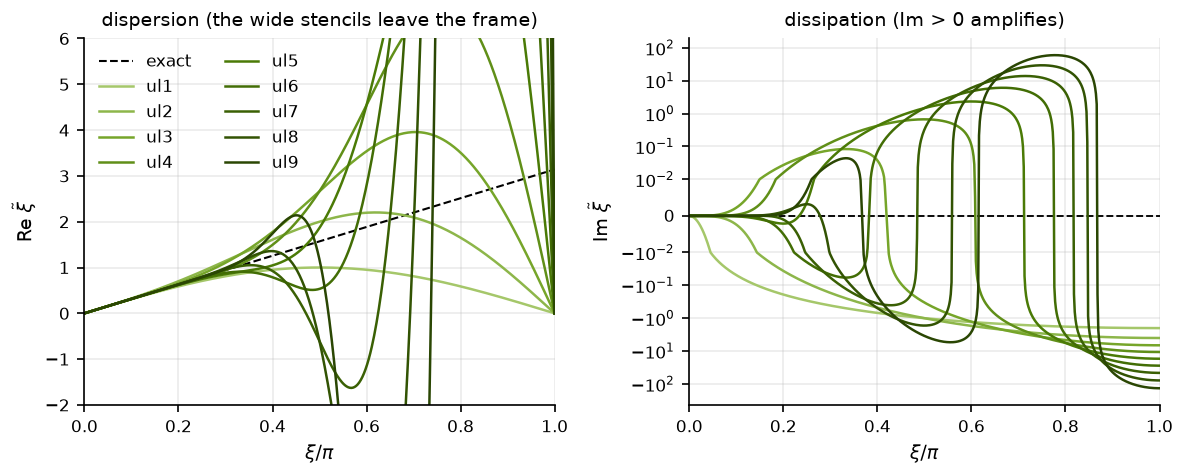 dispersion (the wide stencils leave the frame)
exact
ul1
ul2
ul3
ul4
ul5
ul6
ul7
ul8
ul9
6
5
4
3
2
1
0
−1
−2
Re ξ̃
0.0 0.2 0.4 0.6 0.8 1.0
ξ/π
dissipation (Im > 0 amplifies)
10²
10¹
10⁰
10⁻¹
10⁻²
0
−10⁻²
−10⁻¹
−10⁰
−10¹
−10²
Im ξ̃
0.0 0.2 0.4 0.6 0.8 1.0
ξ/π